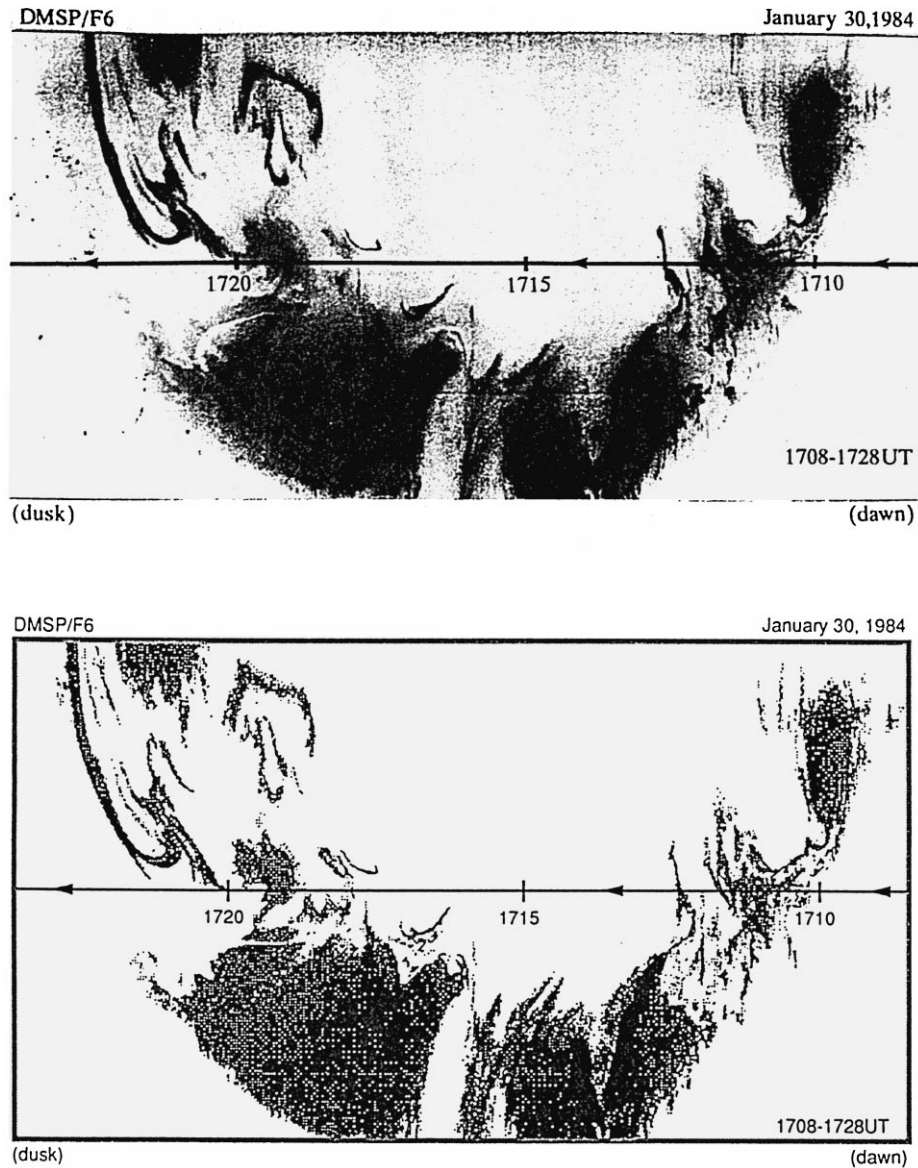 DMSP/F6 January 30,1984
1720 1715 1710
1708-1728UT
(dusk) (dawn)
DMSP/F6 January 30, 1984
1720 1715 1710
1708-1728UT
(dusk) (dawn)